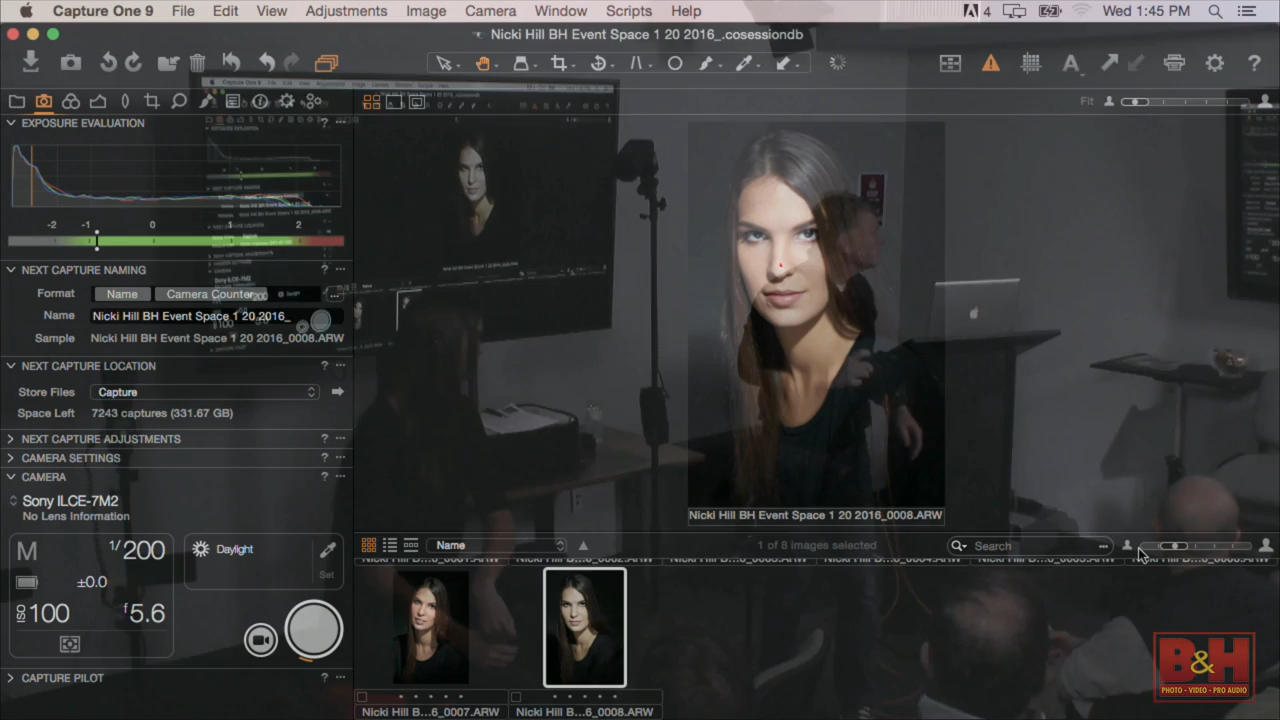 Capture One 9 File Edit View Adjustments Image Camera Window Scripts Help 4 Wed 1:45 PM
Nicki Hill BH Event Space 1 20 2016_.cosessiondb
Fit
EXPOSURE EVALUATION ?
-2 -1 0 1 2
NEXT CAPTURE NAMING ?
Format Name Camera Counter
Name Nicki Hill BH Event Space 1 20 2016_
Sample Nicki Hill BH Event Space 1 20 2016_0008.ARW
NEXT CAPTURE LOCATION ?
Store Files Capture
Space Left 7243 captures (331.67 GB)
NEXT CAPTURE ADJUSTMENTS ?
CAMERA SETTINGS ?
CAMERA ?
Sony ILCE-7M2
No Lens Information
M 1/200 Daylight
±0.0 Set
ISO 100 f 5.6
CAPTURE PILOT ?
Nicki Hill BH Event Space 1 20 2016_0008.ARW
Name 1 of 8 images selected Search
Nicki Hill B...6_0007.ARW Nicki Hill B...6_0008.ARW
B&H
PHOTO • VIDEO • PRO AUDIO